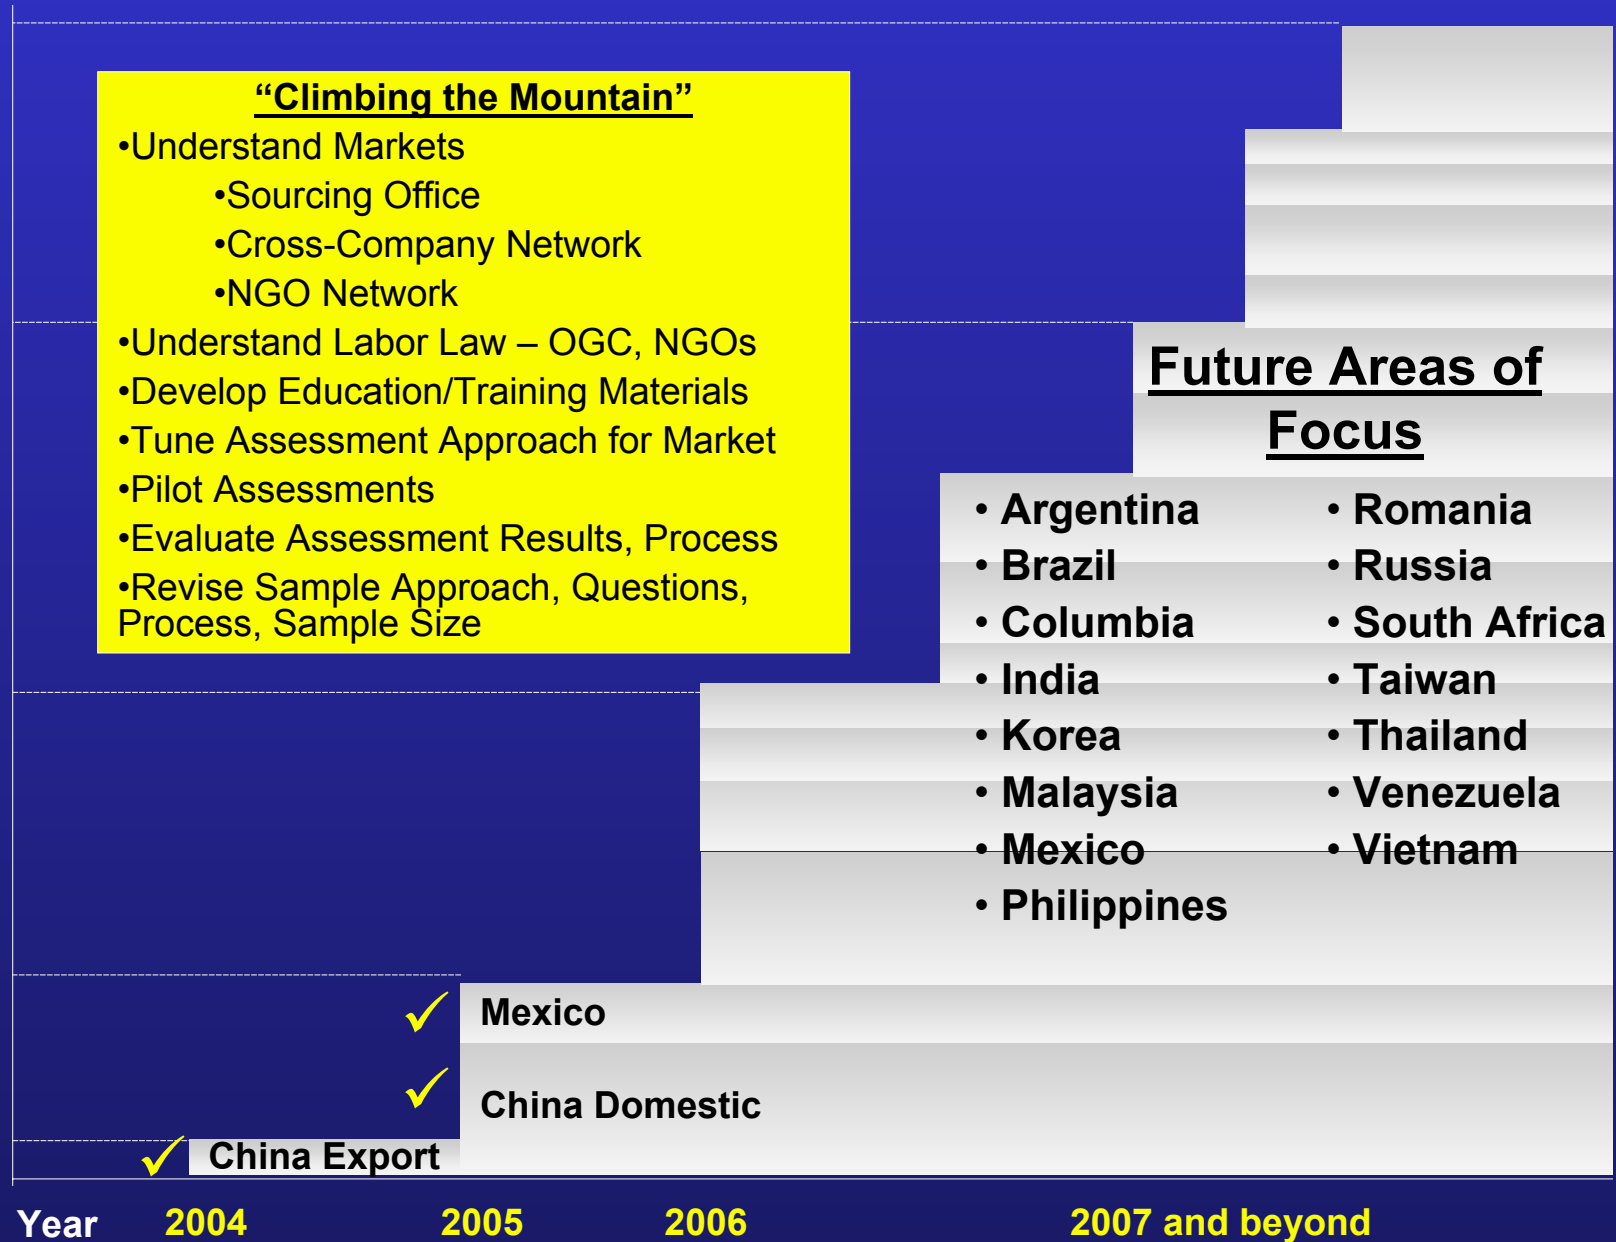 “Climbing the Mountain”
•Understand Markets
•Sourcing Office
•Cross-Company Network
•NGO Network
•Understand Labor Law – OGC, NGOs
•Develop Education/Training Materials
•Tune Assessment Approach for Market
•Pilot Assessments
•Evaluate Assessment Results, Process
•Revise Sample Approach, Questions,
Process, Sample Size
Future Areas of
Focus
• Argentina
• Brazil
• Columbia
• India
• Korea
• Malaysia
• Mexico
• Philippines
• Romania
• Russia
• South Africa
• Taiwan
• Thailand
• Venezuela
• Vietnam
✓ Mexico
✓ China Domestic
✓ China Export
Year 2004 2005 2006 2007 and beyond